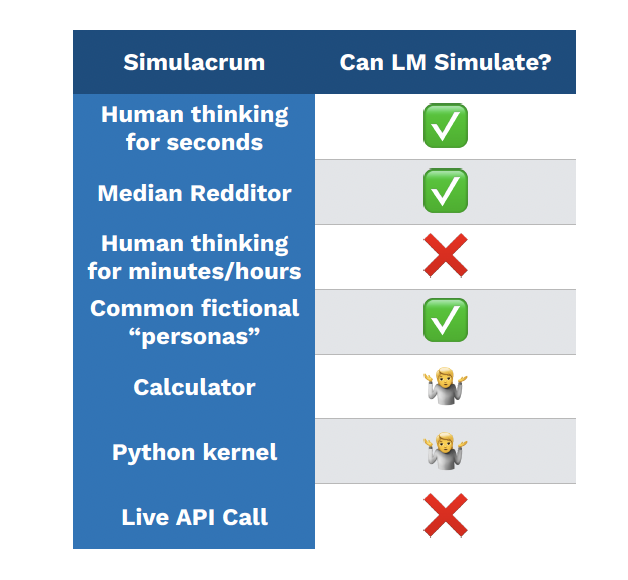 Simulacrum
Can LM Simulate?
Human thinking
for seconds
Median Redditor
Human thinking
for minutes/hours
Common fictional
“personas”
Calculator
Python kernel
Live API Call